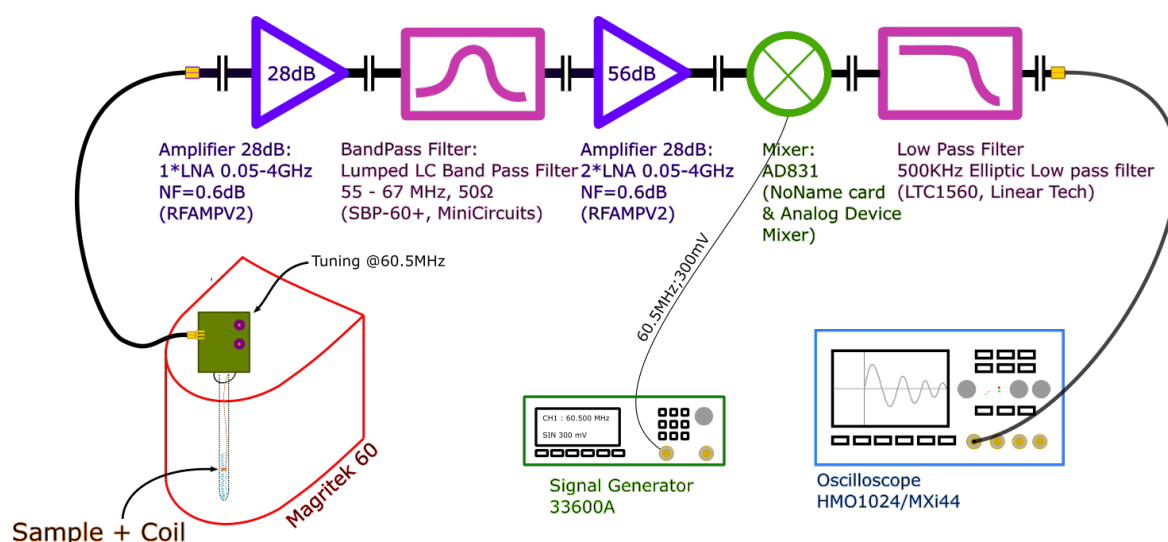 28dB
56dB
Amplifier 28dB:
1*LNA 0.05-4GHz
NF=0.6dB
(RFAMPV2)
BandPass Filter:
Lumped LC Band Pass Filter
55 - 67 MHz, 50Ω
(SBP-60+, MiniCircuits)
Amplifier 28dB:
2*LNA 0.05-4GHz
NF=0.6dB
(RFAMPV2)
Mixer:
AD831
(NoName card
& Analog Device
Mixer)
Low Pass Filter
500KHz Elliptic Low pass filter
(LTC1560, Linear Tech)
Tuning @60.5MHz
60.5MHz;300mV
Magritek 60
Sample + Coil
CH1 : 60.500 MHz
SIN 300 mV
Signal Generator
33600A
Oscilloscope
HMO1024/MXi44